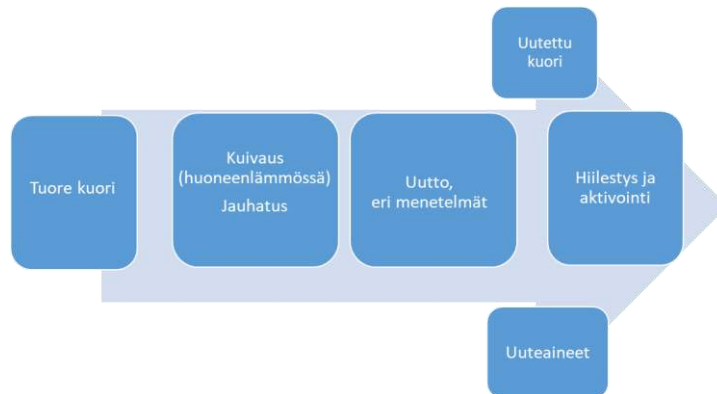 Uutettu
kuori
Tuore kuori
Kuivaus
(huoneenlämmössä)
Jauhatus
Uutto,
eri menetelmät
Hiilestys ja
aktivointi
Uuteaineet